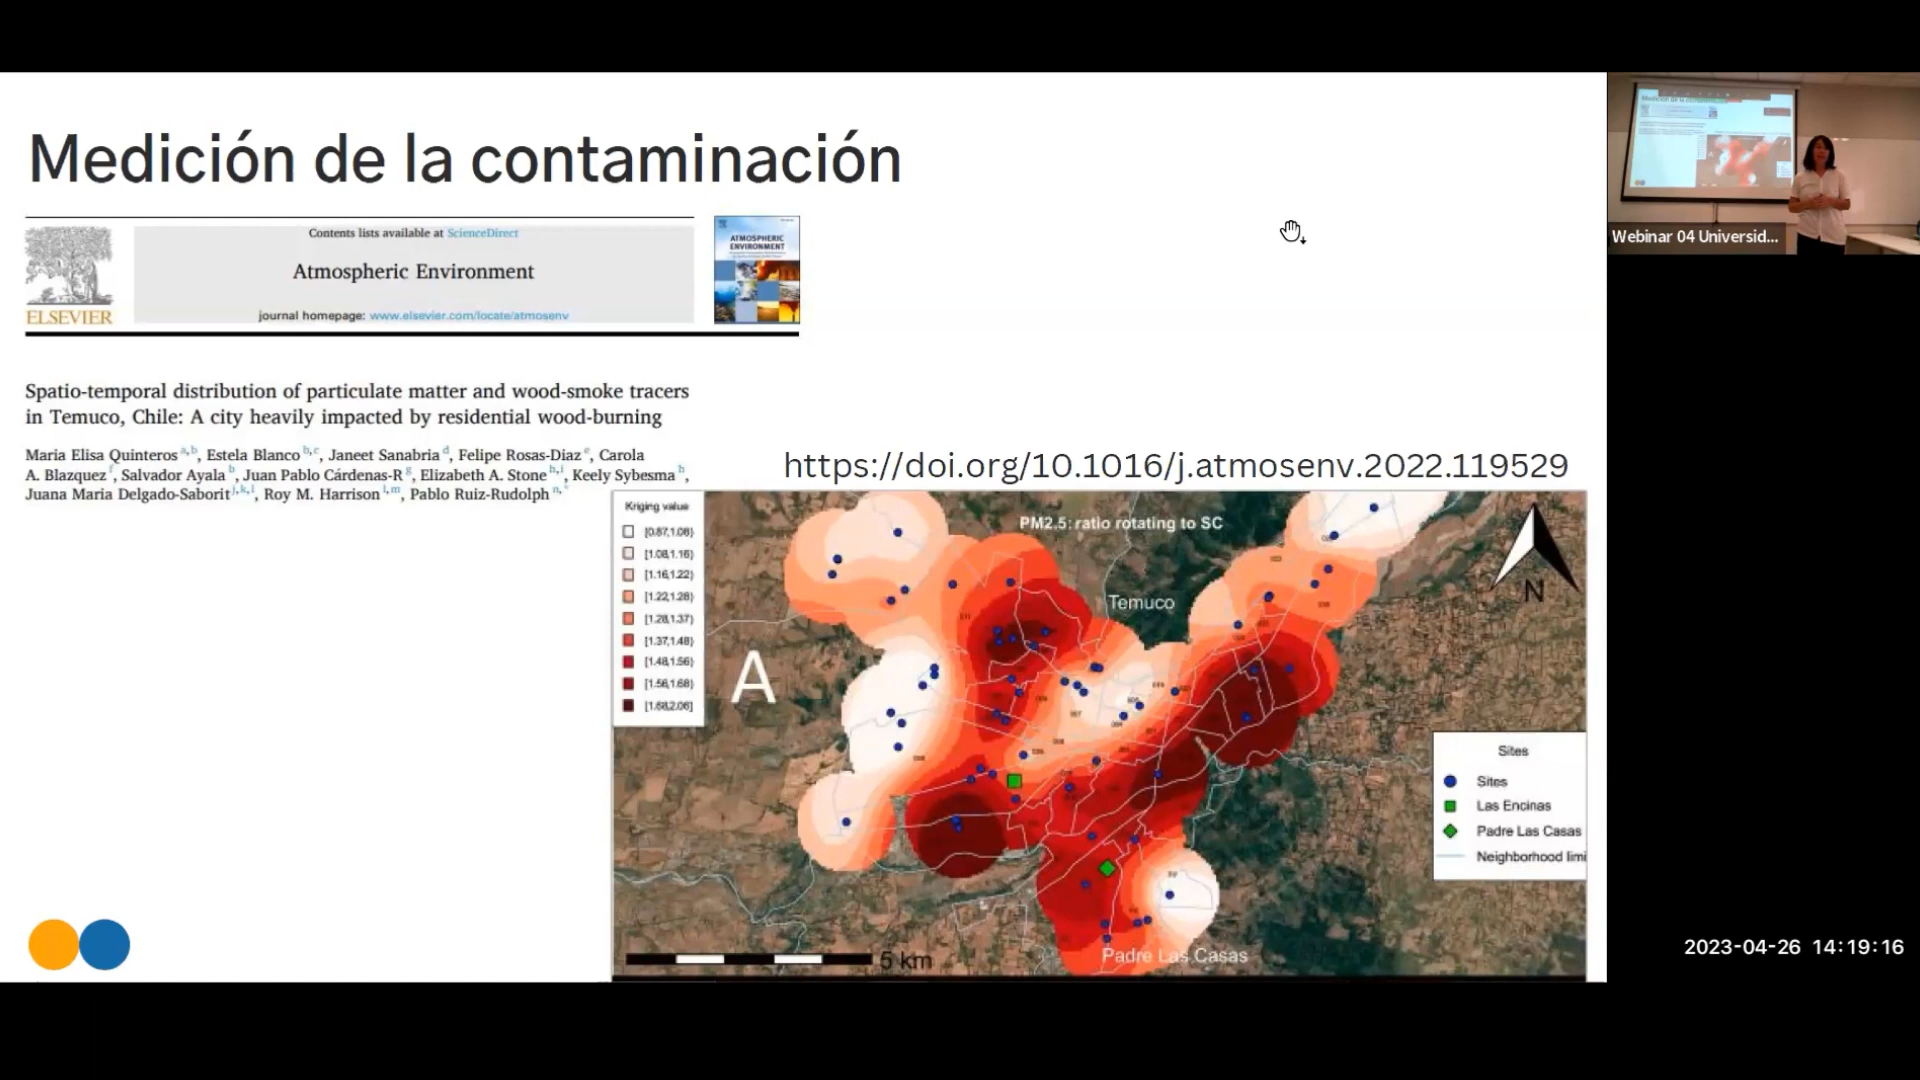 Medición de la contaminación
Contents lists available at ScienceDirect
Atmospheric Environment
journal homepage: www.elsevier.com/locate/atmosenv
ELSEVIER
ATMOSPHERIC
ENVIRONMENT
Spatio-temporal distribution of particulate matter and wood-smoke tracers
in Temuco, Chile: A city heavily impacted by residential wood-burning
Maria Elisa Quinteros a,b, Estela Blanco b,c, Janeet Sanabria d, Felipe Rosas-Diaz e, Carola
A. Blazquez f, Salvador Ayala b, Juan Pablo Cárdenas-R g, Elizabeth A. Stone h,i, Keely Sybesma h,
Juana Maria Delgado-Saborit j,k,l, Roy M. Harrison l,m, Pablo Ruiz-Rudolph n,*
https://doi.org/10.1016/j.atmosenv.2022.119529
Kriging value
[0.87,1.08)
[1.08,1.16)
[1.16,1.22)
[1.22,1.28)
[1.28,1.37)
[1.37,1.48)
[1.48,1.56)
[1.56,1.68)
[1.68,2.06]
PM2.5: ratio rotating to SC
Temuco
A
N
Sites
Sites
Las Encinas
Padre Las Casas
Neighborhood limi
Padre Las Casas
5 km
Webinar 04 Universid...
2023-04-26 14:19:16